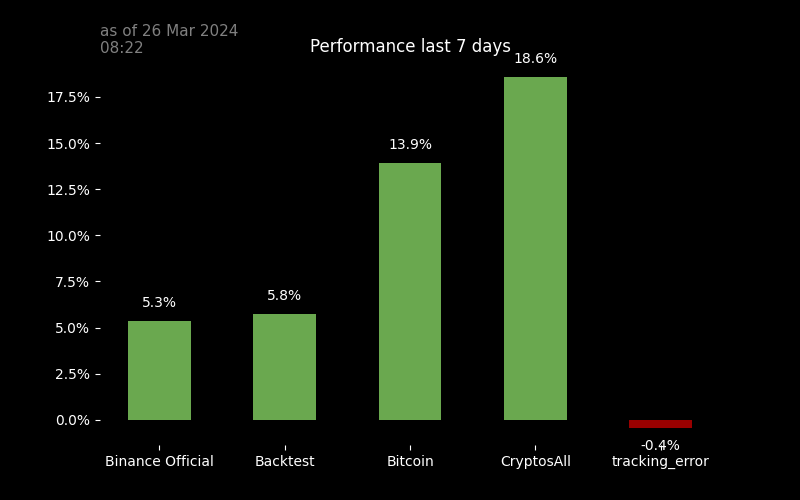 as of 26 Mar 2024
08:22
Performance last 7 days
18.6%
17.5%
15.0%
13.9%
12.5%
10.0%
7.5%
5.8%
5.3%
5.0%
2.5%
0.0%
-0.4%
Binance Official
Backtest
Bitcoin
CryptosAll
tracking_error